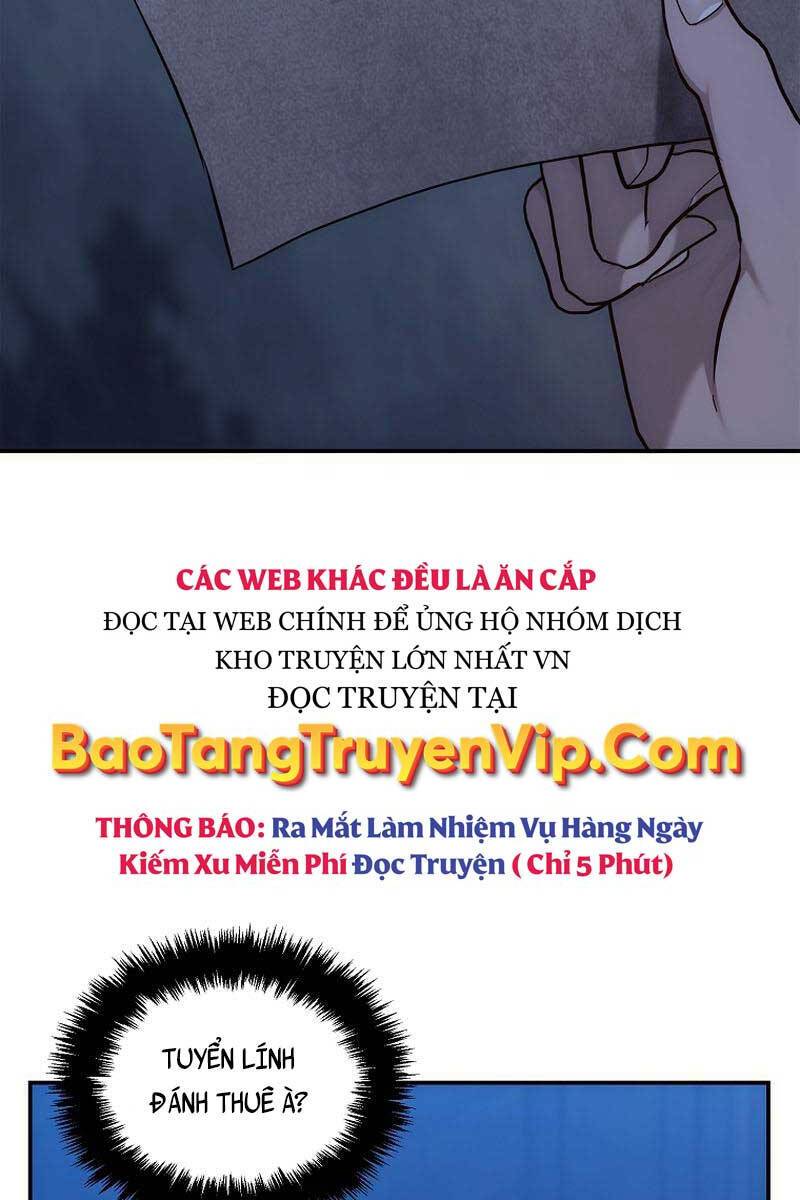 CÁC WEB KHÁC ĐỀU LÀ ĂN CẮP
ĐỌC TẠI WEB CHÍNH ĐỂ ỦNG HỘ NHÓM DỊCH
KHO TRUYỆN LỚN NHẤT VN
ĐỌC TRUYỆN TẠI
BaoTangTruyenVip.Com
THÔNG BÁO: Ra Mắt Làm Nhiệm Vụ Hàng Ngày
Kiếm Xu Miễn Phí Đọc Truyện ( Chỉ 5 Phút)
TUYỂN LÍNH
ĐÁNH THUÊ À?